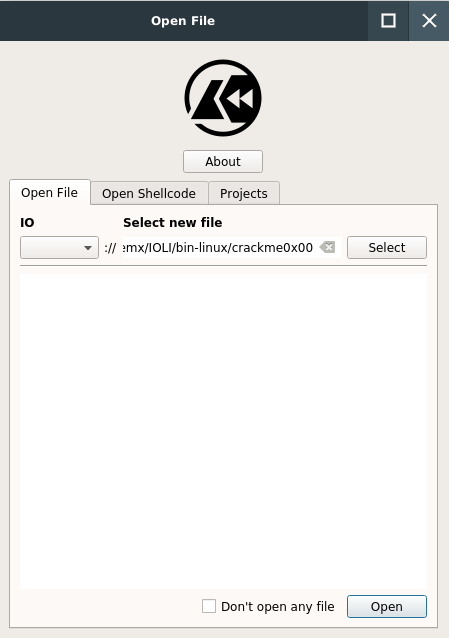 Open File
About
Open File Open Shellcode Projects
IO Select new file
:// emx/IOLI/bin-linux/crackme0x00 Select
Don't open any file Open